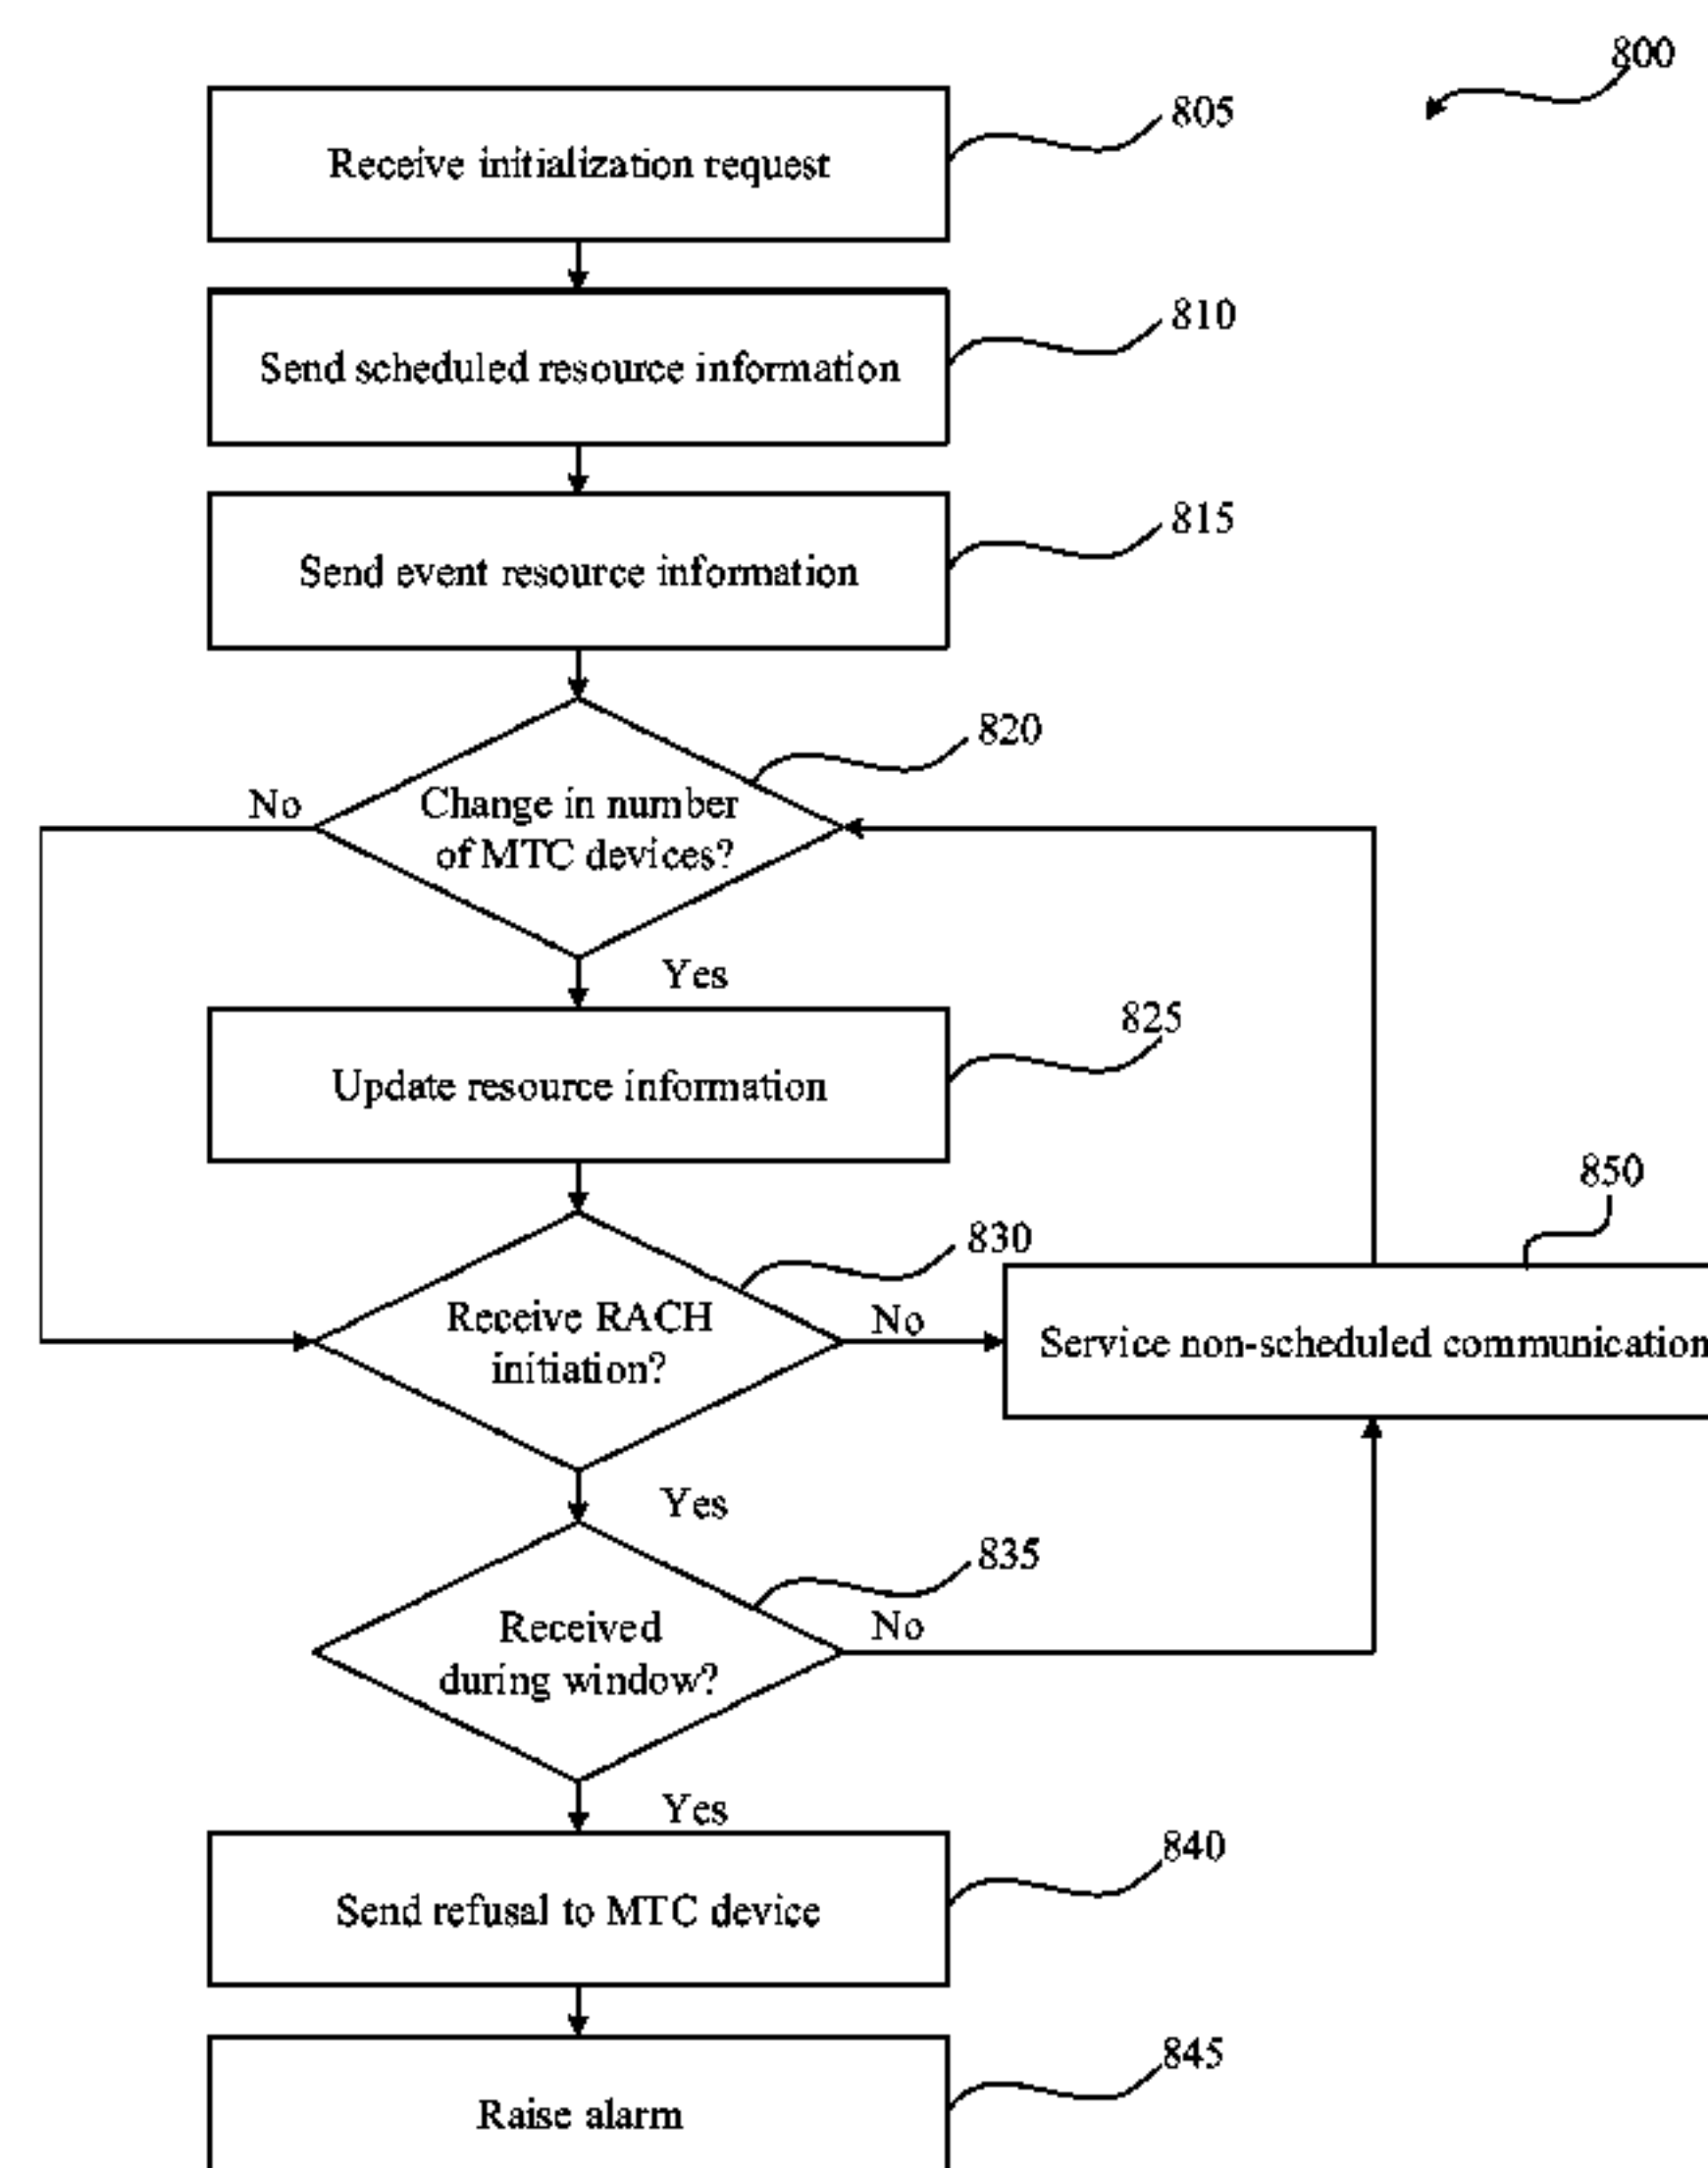 800
805
Receive initialization request
810
Send scheduled resource information
815
Send event resource information
820
No
Change in number
of MTC devices?
Yes
825
Update resource information
850
830
Receive RACH
initiation?
No
Service non-scheduled communication
Yes
835
Received
during window?
No
Yes
840
Send refusal to MTC device
845
Raise alarm